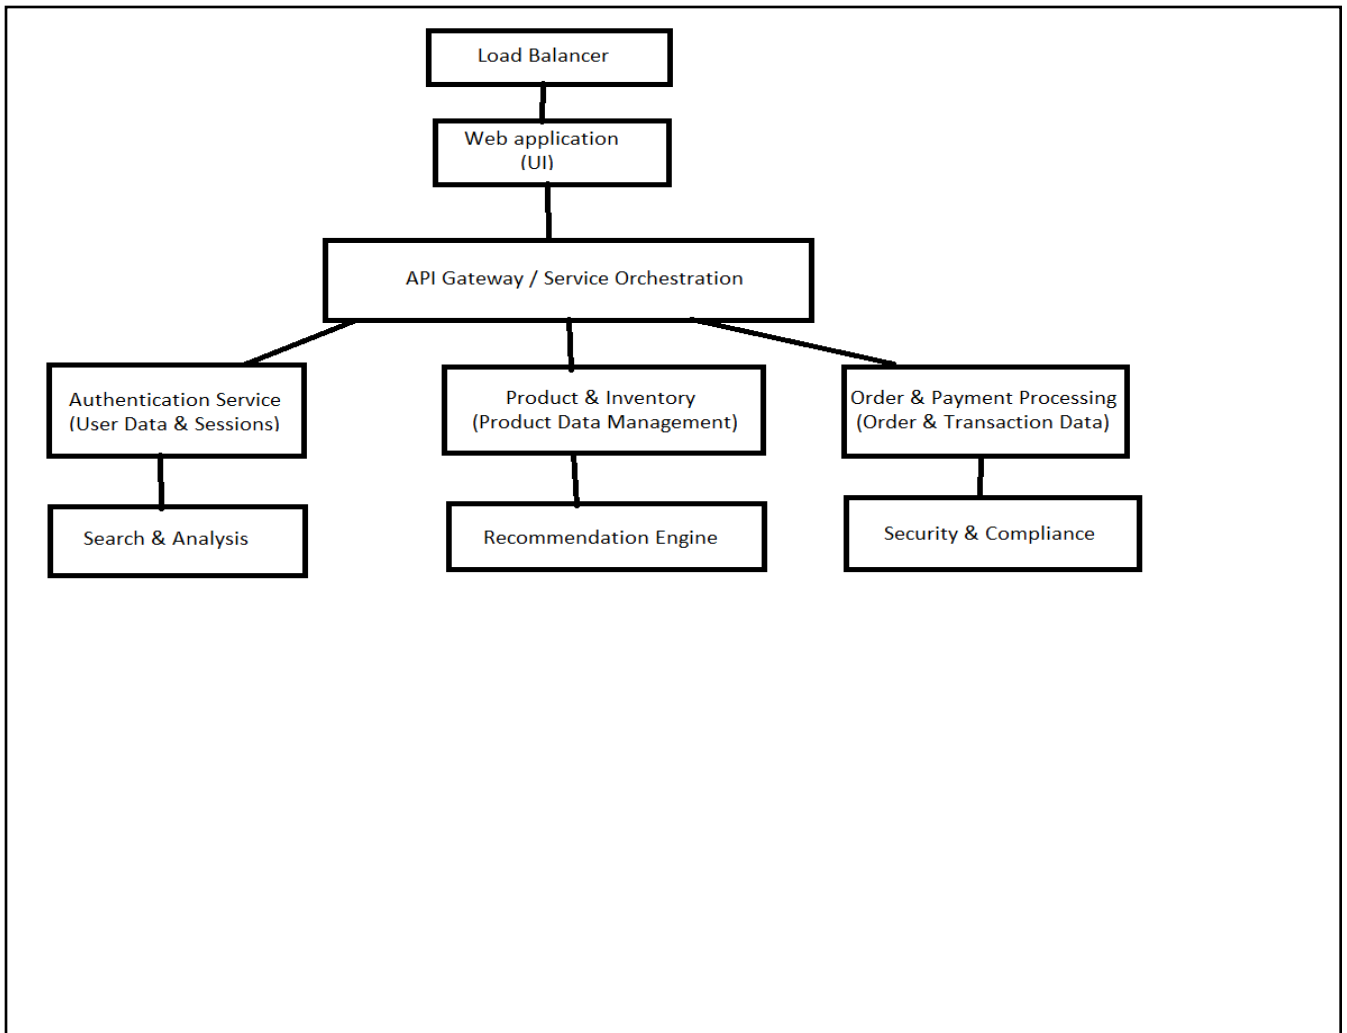 Load Balancer
Web application
(UI)
API Gateway / Service Orchestration
Authentication Service
(User Data & Sessions)
Product & Inventory
(Product Data Management)
Order & Payment Processing
(Order & Transaction Data)
Search & Analysis
Recommendation Engine
Security & Compliance